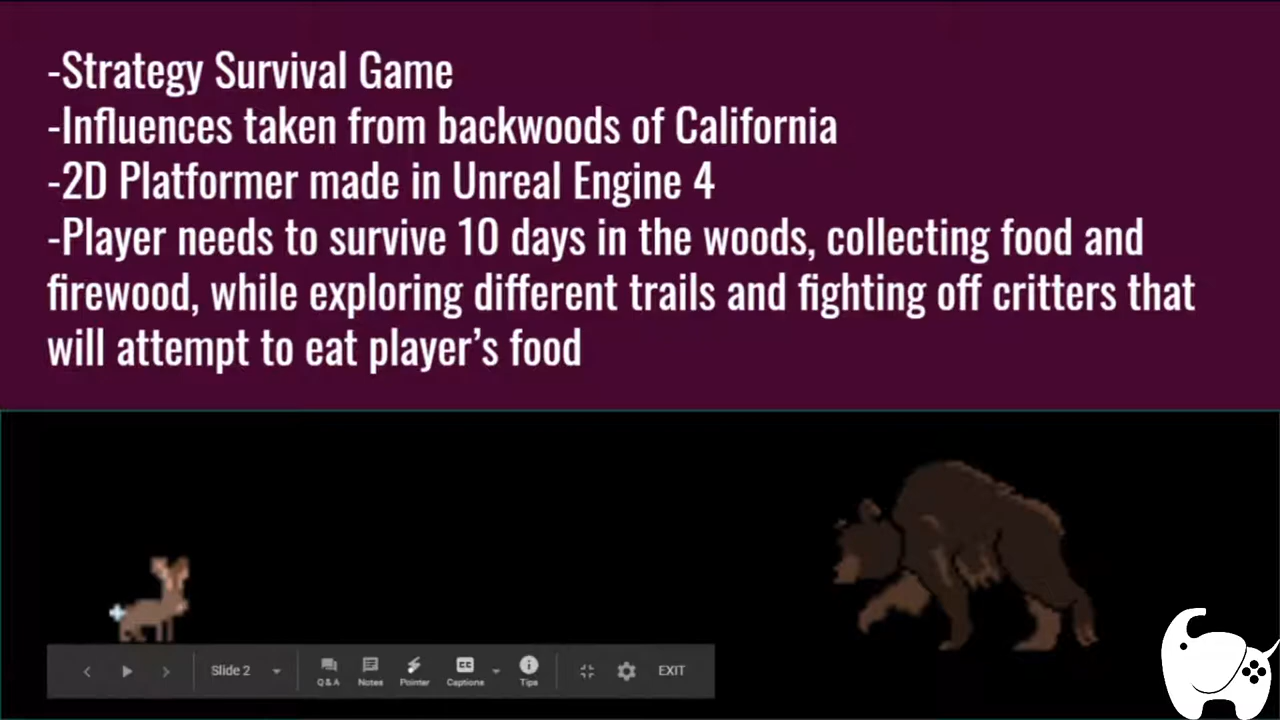 -Strategy Survival Game
-Influences taken from backwoods of California
-2D Platformer made in Unreal Engine 4
-Player needs to survive 10 days in the woods, collecting food and
firewood, while exploring different trails and fighting off critters that
will attempt to eat player’s food
Slide 2
Q&A Notes Pointer CC Captions Tips EXIT